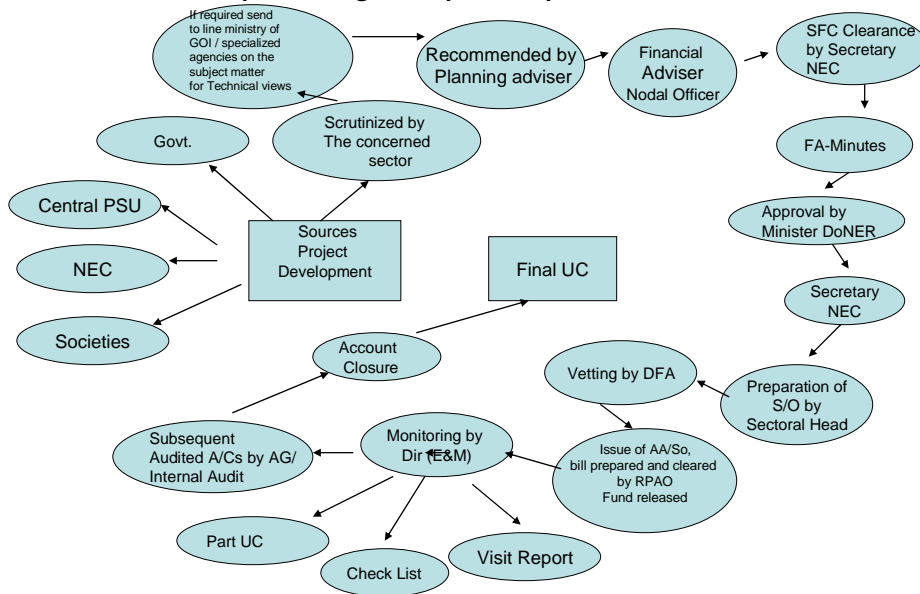 If required send
to line ministry of
GOI / specialized
agencies on the
subject matter
for Technical views
Recommended by
Planning adviser
Financial
Adviser
Nodal Officer
SFC Clearance
by Secretary
NEC
Govt.
Scrutinized by
The concerned
sector
FA-Minutes
Central PSU
Sources
Project
Development
Approval by
Minister DoNER
NEC
Final UC
Secretary
NEC
Societies
Account
Closure
Vetting by DFA
Preparation of
S/O by
Sectoral Head
Subsequent
Audited A/Cs by AG/
Internal Audit
Monitoring by
Dir (E&M)
Issue of AA/So,
bill prepared and cleared
by RPAO
Fund released
Part UC
Check List
Visit Report